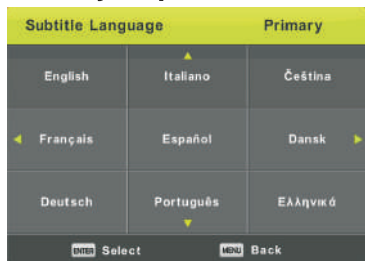 Subtitle Language Primary
English Italiano Čeština
Français Español Dansk
Deutsch Português Ελληνικά
ENTER Select MENU Back